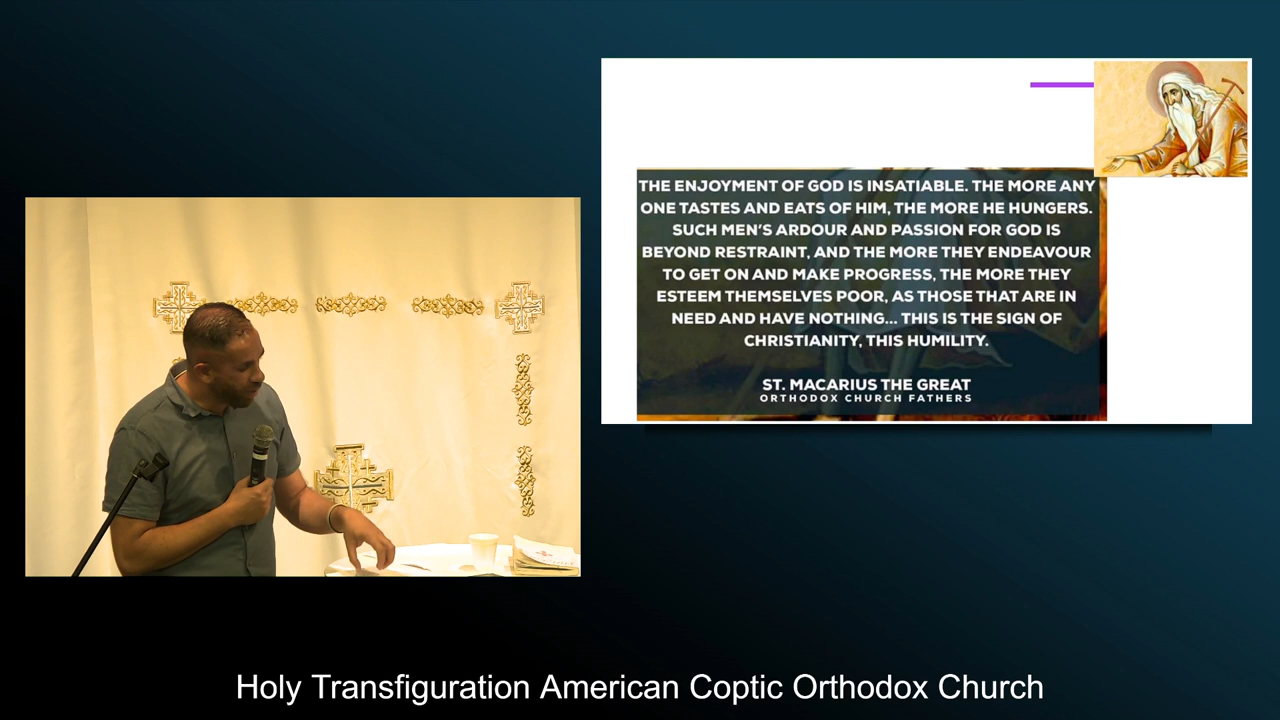 THE ENJOYMENT OF GOD IS INSATIABLE. THE MORE ANY
ONE TASTES AND EATS OF HIM, THE MORE HE HUNGERS.
SUCH MEN'S ARDOUR AND PASSION FOR GOD IS
BEYOND RESTRAINT, AND THE MORE THEY ENDEAVOUR
TO GET ON AND MAKE PROGRESS, THE MORE THEY
ESTEEM THEMSELVES POOR, AS THOSE THAT ARE IN
NEED AND HAVE NOTHING... THIS IS THE SIGN OF
CHRISTIANITY, THIS HUMILITY.
ST. MACARIUS THE GREAT
ORTHODOX CHURCH FATHERS
Holy Transfiguration American Coptic Orthodox Church